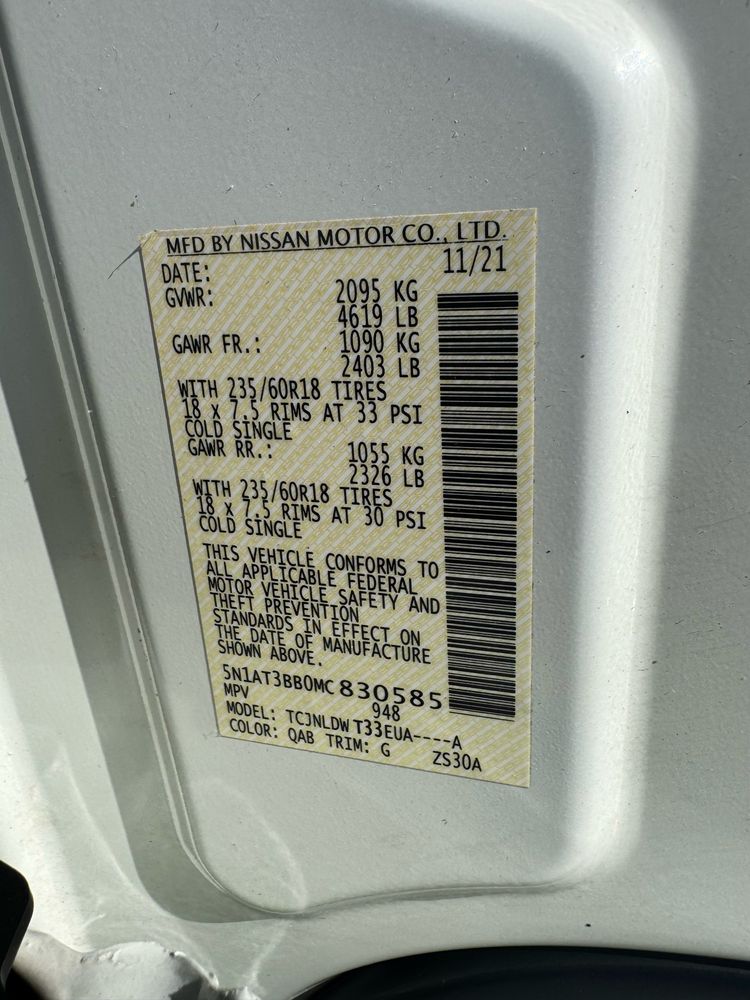 MFD BY NISSAN MOTOR CO., LTD.
DATE: 11/21
GVWR: 2095 KG
4619 LB
GAWR FR.: 1090 KG
2403 LB
WITH 235/60R18 TIRES
18 x 7.5 RIMS AT 33 PSI
COLD SINGLE
GAWR RR.: 1055 KG
2326 LB
WITH 235/60R18 TIRES
18 x 7.5 RIMS AT 30 PSI
COLD SINGLE
THIS VEHICLE CONFORMS TO
ALL APPLICABLE FEDERAL
MOTOR VEHICLE SAFETY AND
THEFT PREVENTION
STANDARDS IN EFFECT ON
THE DATE OF MANUFACTURE
SHOWN ABOVE.
5N1AT3BB0MC830585
MPV 948
MODEL: TCJNLDW T33EUA----A
COLOR: QAB TRIM: G ZS30A